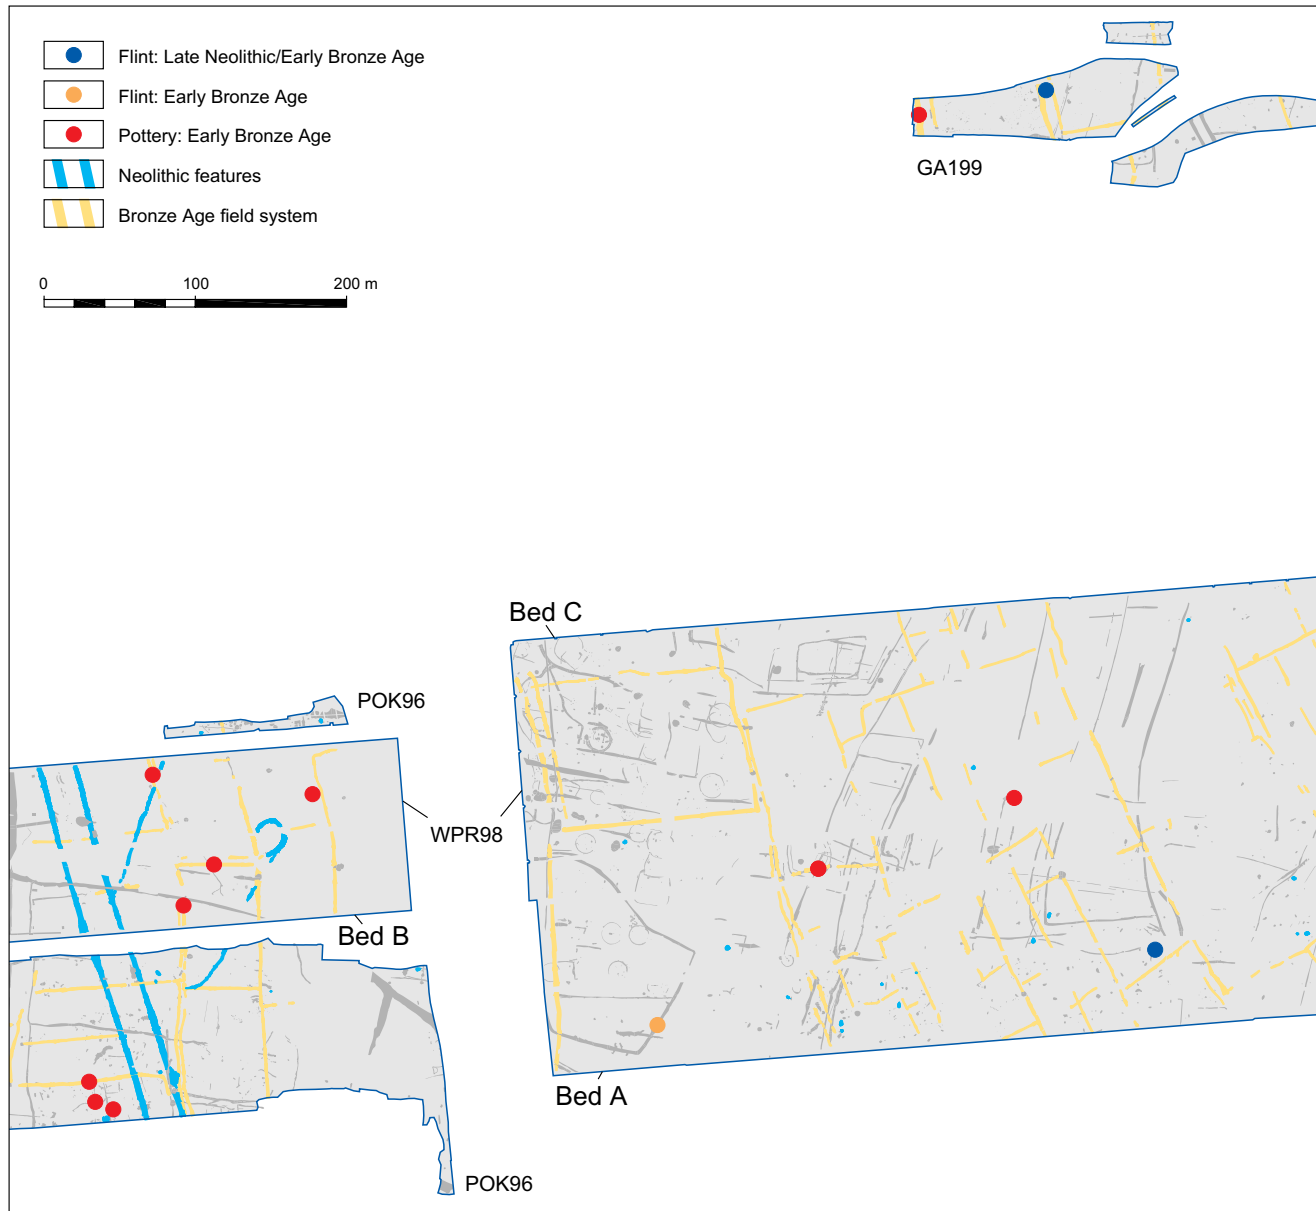 Flint: Late Neolithic/Early Bronze Age
Flint: Early Bronze Age
Pottery: Early Bronze Age
Neolithic features
Bronze Age field system
0 100 200 m
GA199
Bed C
POK96
WPR98
Bed B
Bed A
POK96